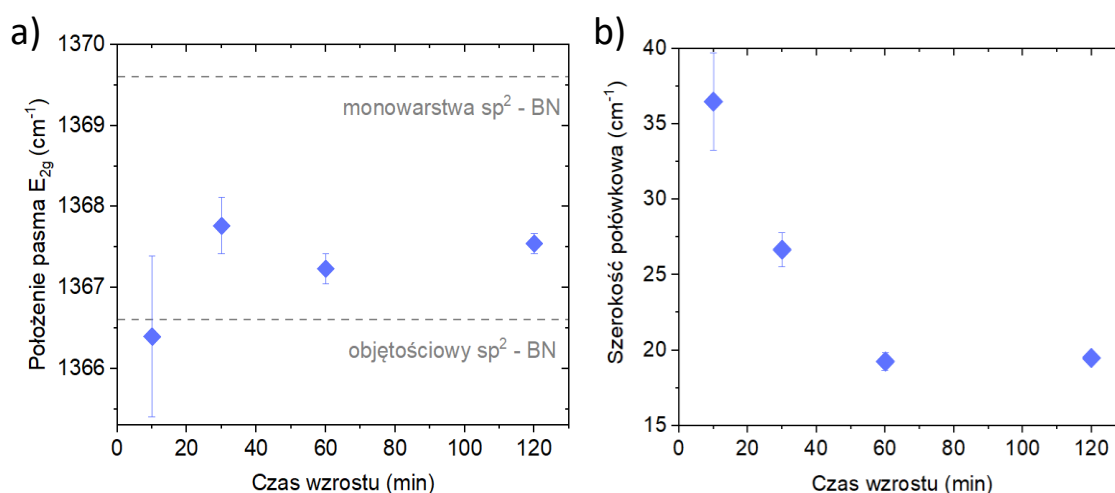 a)
1370
1369
1368
1367
1366
Położenie pasma E₂g (cm⁻¹)
monowarstwa sp² - BN
objętościowy sp² - BN
0 20 40 60 80 100 120
Czas wzrostu (min)
b)
40
35
30
25
20
15
Szerokość połówkowa (cm⁻¹)
0 20 40 60 80 100 120
Czas wzrostu (min)